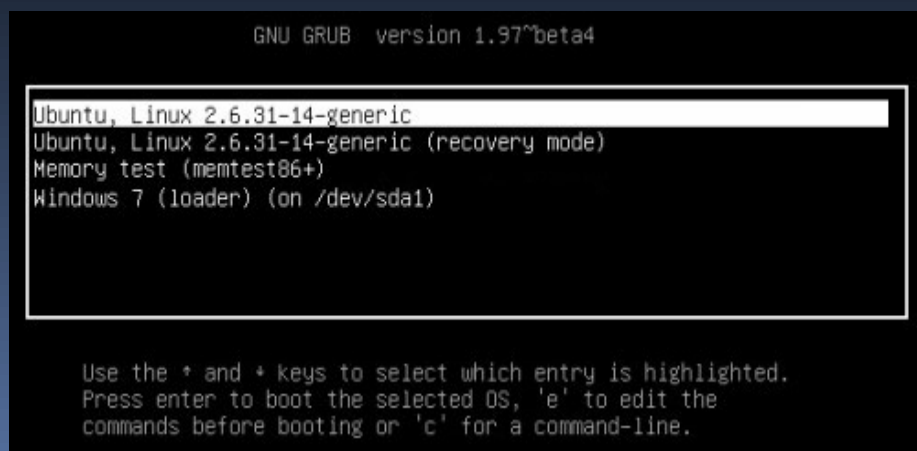 GNU GRUB version 1.97~beta4
Ubuntu, Linux 2.6.31-14-generic
Ubuntu, Linux 2.6.31-14-generic (recovery mode)
Memory test (memtest86+)
Windows 7 (loader) (on /dev/sda1)
Use the ↑ and ↓ keys to select which entry is highlighted.
Press enter to boot the selected OS, 'e' to edit the
commands before booting or 'c' for a command-line.